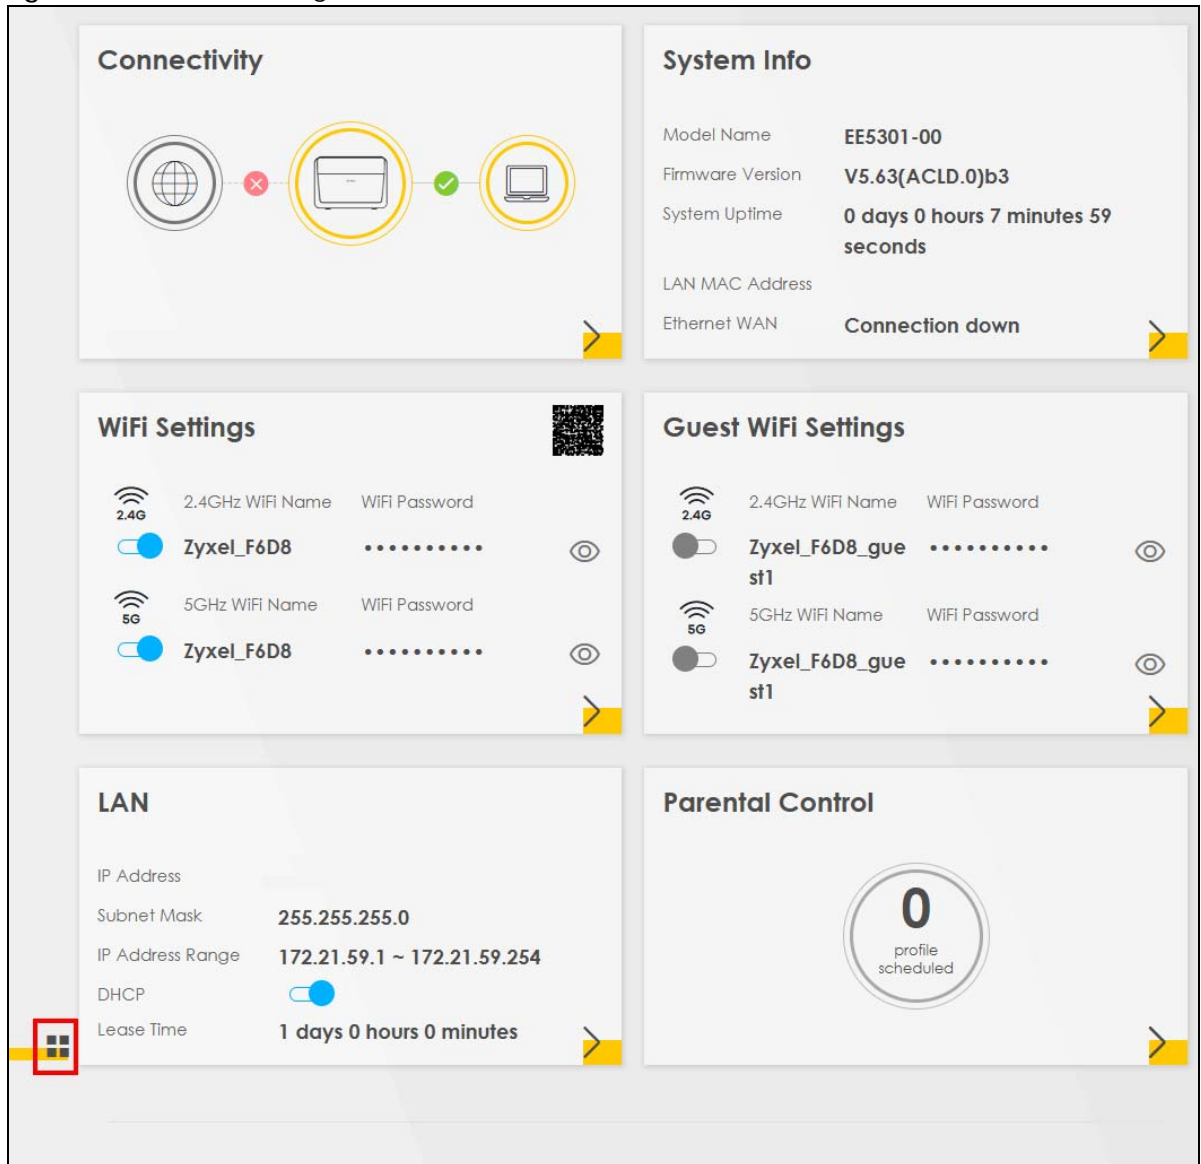 Connectivity
System Info
Model Name EE5301-00
Firmware Version V5.63(ACLD.0)b3
System Uptime 0 days 0 hours 7 minutes 59
seconds
LAN MAC Address
Ethernet WAN Connection down
WiFi Settings
2.4G 2.4GHz WiFi Name WiFi Password
Zyxel_F6D8 ••••••••••
5G 5GHz WiFi Name WiFi Password
Zyxel_F6D8 ••••••••••
Guest WiFi Settings
2.4G 2.4GHz WiFi Name WiFi Password
Zyxel_F6D8_gue ••••••••••
st1
5G 5GHz WiFi Name WiFi Password
Zyxel_F6D8_gue ••••••••••
st1
LAN
IP Address
Subnet Mask 255.255.255.0
IP Address Range 172.21.59.1 ~ 172.21.59.254
DHCP
Lease Time 1 days 0 hours 0 minutes
Parental Control
0
profile
scheduled